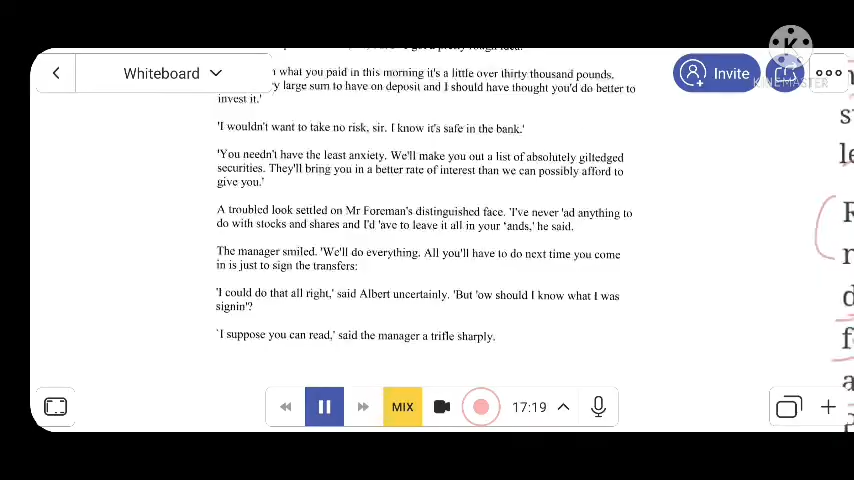 a pretty rough idea.
Whiteboard
Invite
KINEMASTER
what you paid in this morning it's a little over thirty thousand pounds.
large sum to have on deposit and I should have thought you'd do better to
invest it.'
'I wouldn't want to take no risk, sir. I know it's safe in the bank.'
'You needn't have the least anxiety. We'll make you out a list of absolutely giltedged
securities. They'll bring you in a better rate of interest than we can possibly afford to
give you.'
A troubled look settled on Mr Foreman's distinguished face. 'I've never 'ad anything to
do with stocks and shares and I'd 'ave to leave it all in your 'ands,' he said.
The manager smiled. 'We'll do everything. All you'll have to do next time you come
in is just to sign the transfers:
'I could do that all right,' said Albert uncertainly. 'But 'ow should I know what I was
signin'?
`I suppose you can read,' said the manager a trifle sharply.
MIX
17:19